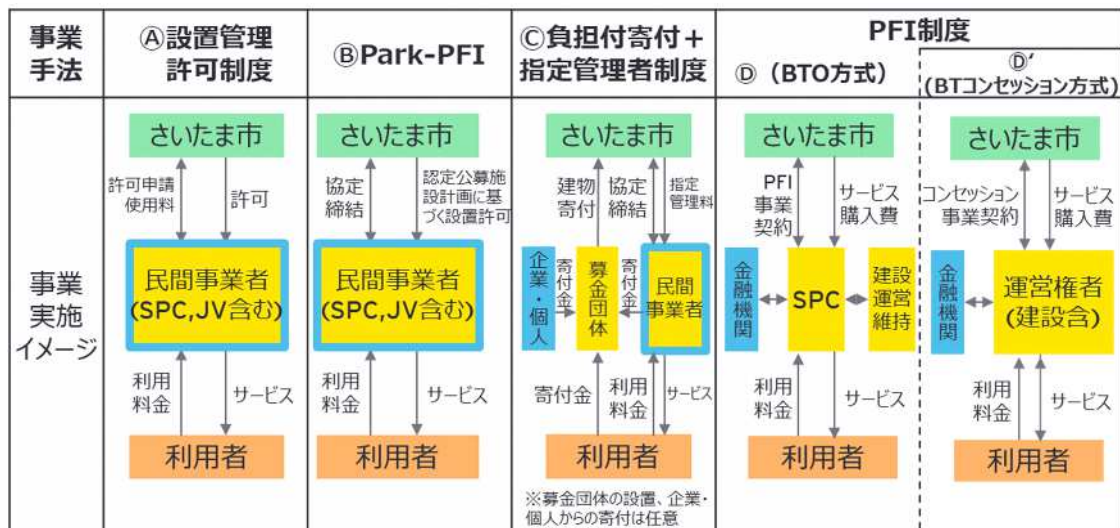 事業
手法
Ⓐ設置管理
許可制度
ⒷPark-PFI
Ⓒ負担付寄付＋
指定管理者制度
PFI制度
Ⓓ（BTO方式）
Ⓓ’
(BTコンセッション方式)
事業
実施
イメージ
さいたま市
許可申請
使用料
許可
民間事業者
(SPC,JV含む)
利用
料金
サービス
利用者
さいたま市
協定
締結
認定公募施
設計画に基
づく設置許可
民間事業者
(SPC,JV含む)
利用
料金
サービス
利用者
さいたま市
建物
寄付
協定
締結
指定
管理料
企業・個人
寄付金
募金団体
寄付金
民間
事業者
寄付金
利用
料金
サービス
利用者
※募金団体の設置、企業・
個人からの寄付は任意
さいたま市
PFI
事業
契約
サービス
購入費
金融機関
SPC
建設
運営
維持
利用
料金
サービス
利用者
さいたま市
コンセッション
事業契約
サービス
購入費
金融機関
運営権者
(建設含)
利用
料金
サービス
利用者